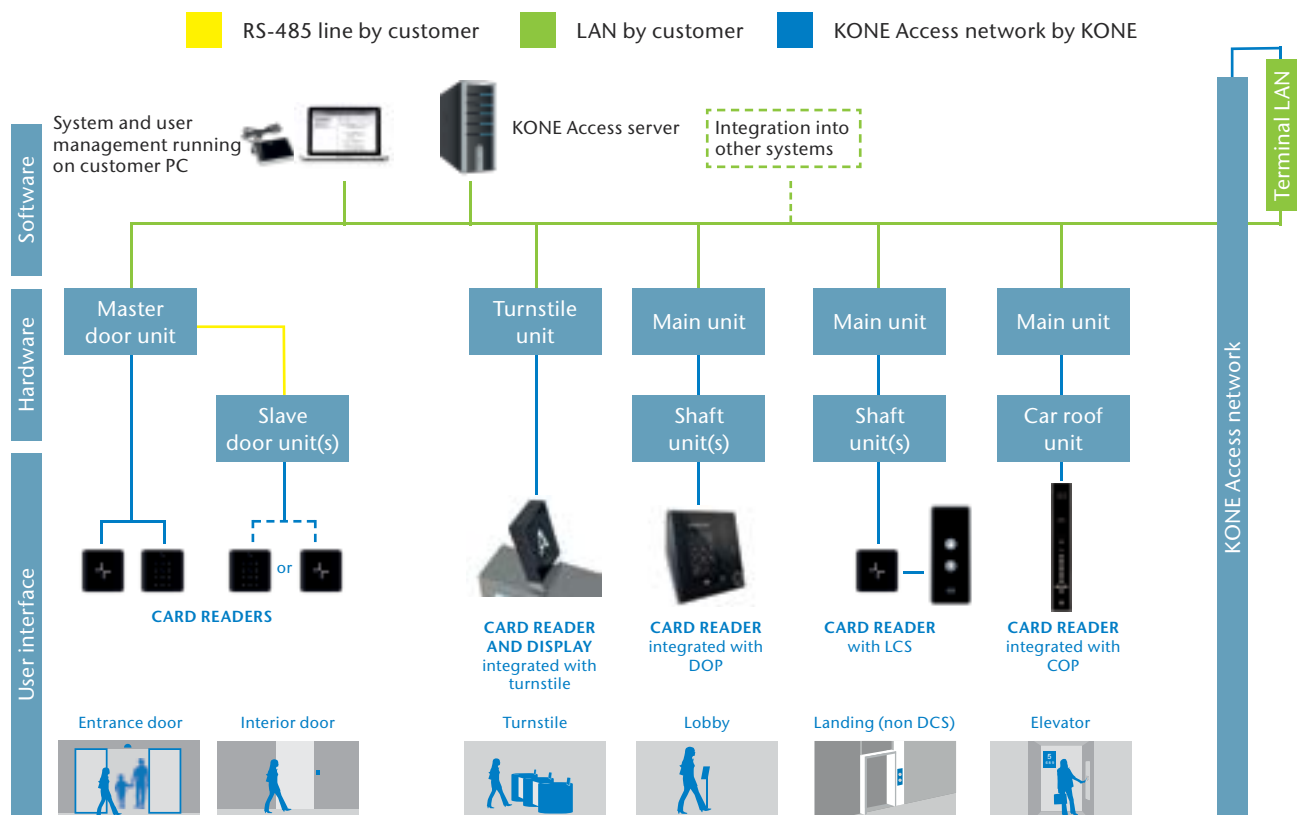 RS-485 line by customer
LAN by customer
KONE Access network by KONE
System and user
management running
on customer PC
KONE Access server
Integration into
other systems
Terminal LAN
Software
Hardware
User interface
KONE Access network
Master
door unit
Turnstile
unit
Main unit
Main unit
Main unit
Slave
door unit(s)
Shaft
unit(s)
Shaft
unit(s)
Car roof
unit
or
CARD READERS
CARD READER
AND DISPLAY
integrated with
turnstile
CARD READER
integrated with
DOP
CARD READER
with LCS
CARD READER
integrated with
COP
Entrance door
Interior door
Turnstile
Lobby
Landing (non DCS)
Elevator
A
5